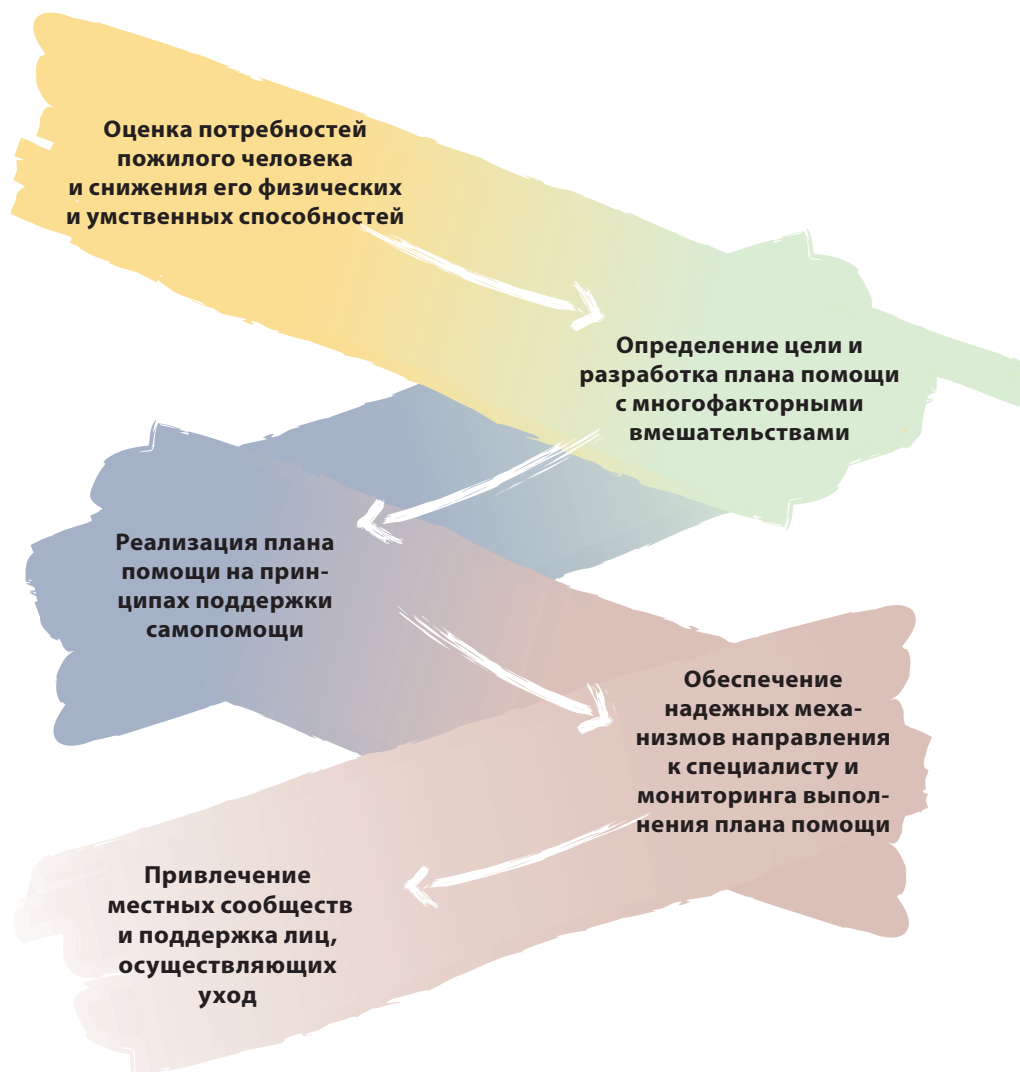 Оценка потребностей
пожилого человека
и снижения его физических
и умственных способностей
Определение цели и
разработка плана помощи
с многофакторными
вмешательствами
Реализация плана
помощи на прин-
ципах поддержки
самопомощи
Обеспечение
надежных меха-
низмов направления
к специалисту и
мониторинга выпол-
нения плана помощи
Привлечение
местных сообществ
и поддержка лиц,
осуществляющих
уход